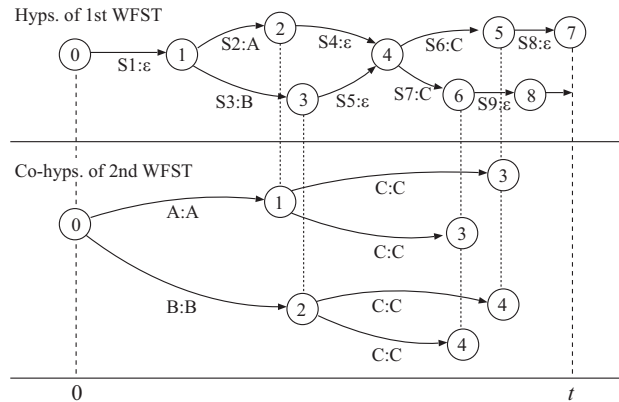 Hyps. of 1st WFST
0
S1:ε
1
S2:A
2
S4:ε
S3:B
3
S5:ε
4
S6:C
5
S8:ε
7
S7:C
6
S9:ε
8
Co-hyps. of 2nd WFST
0
A:A
1
C:C
3
C:C
3
B:B
2
C:C
4
C:C
4
0
t